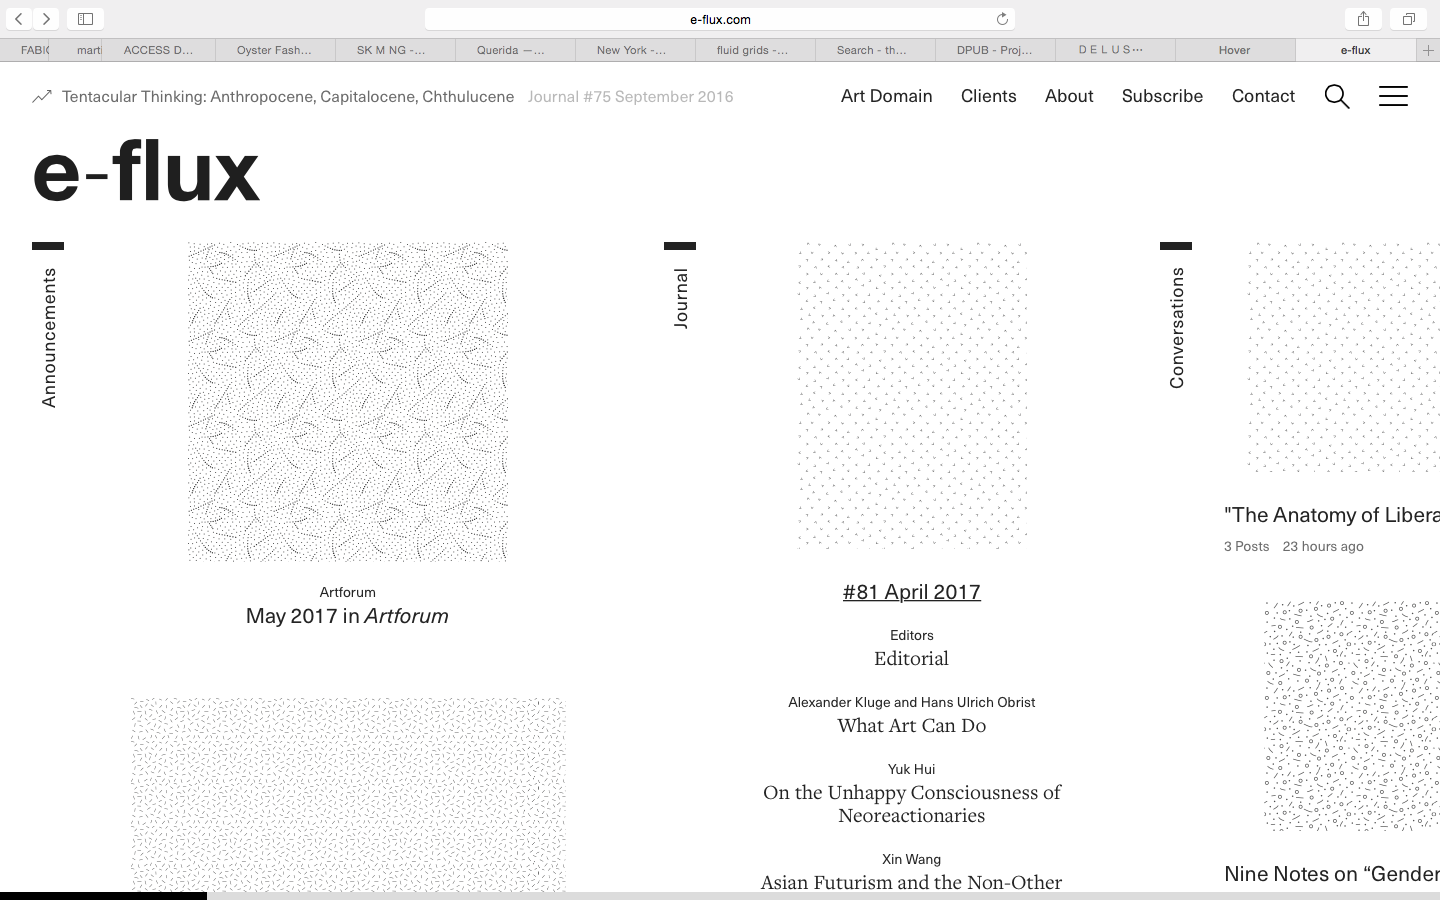 e-flux.com
FABIC
mart
ACCESS D...
Oyster Fash...
SK M NG -...
Querida —...
New York -...
fluid grids -...
Search - th...
DPUB - Proj...
D E L U S...
Hover
e-flux
Tentacular Thinking: Anthropocene, Capitalocene, Chthulucene Journal #75 September 2016
Art Domain
Clients
About
Subscribe
Contact
e-flux
Announcements
Artforum
May 2017 in Artforum
Journal
#81 April 2017
Editors
Editorial
Alexander Kluge and Hans Ulrich Obrist
What Art Can Do
Yuk Hui
On the Unhappy Consciousness of
Neoreactionaries
Xin Wang
Asian Futurism and the Non-Other
Conversations
"The Anatomy of Libera
3 Posts 23 hours ago
Nine Notes on “Gender